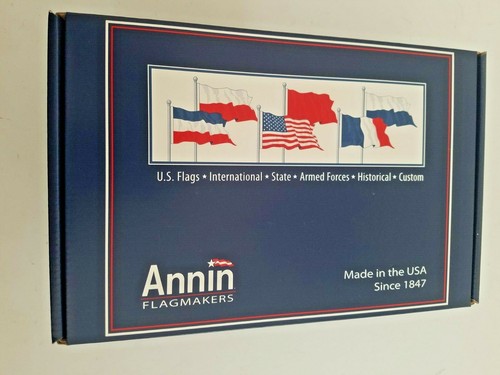 U.S. Flags ★ International ★ State ★ Armed Forces ★ Historical ★ Custom
Annin
FLAGMAKERS
Made in the USA
Since 1847